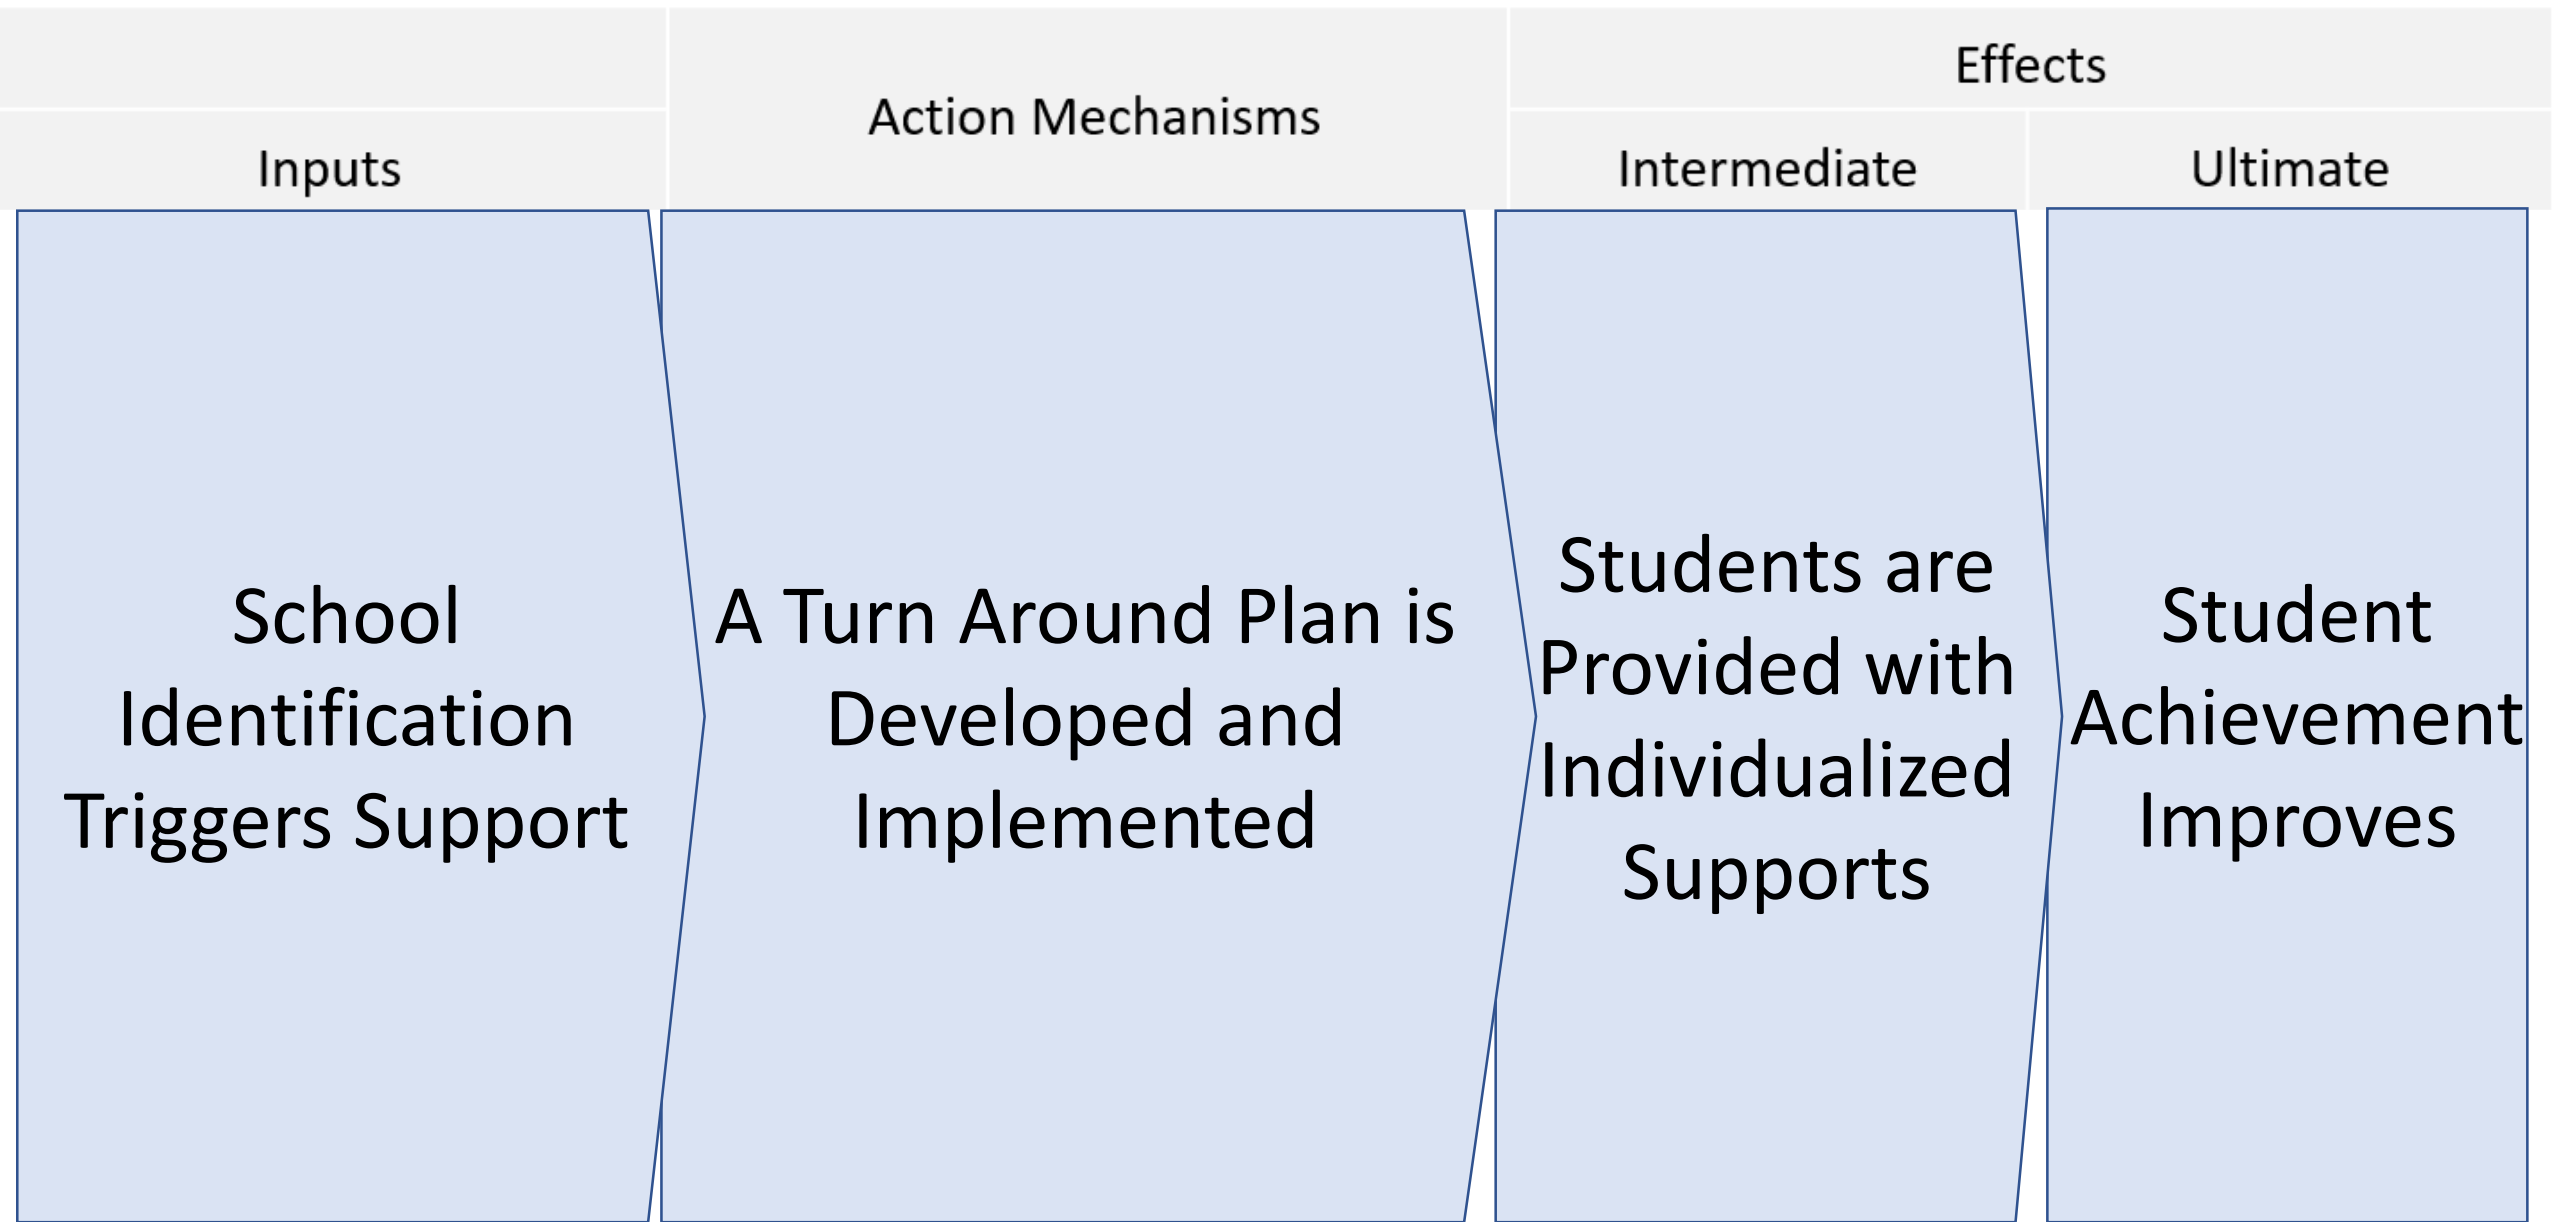 Effects
Action Mechanisms
Inputs
Intermediate
Ultimate
School
Identification
Triggers Support
A Turn Around Plan is
Developed and
Implemented
Students are
Provided with
Individualized
Supports
Student
Achievement
Improves